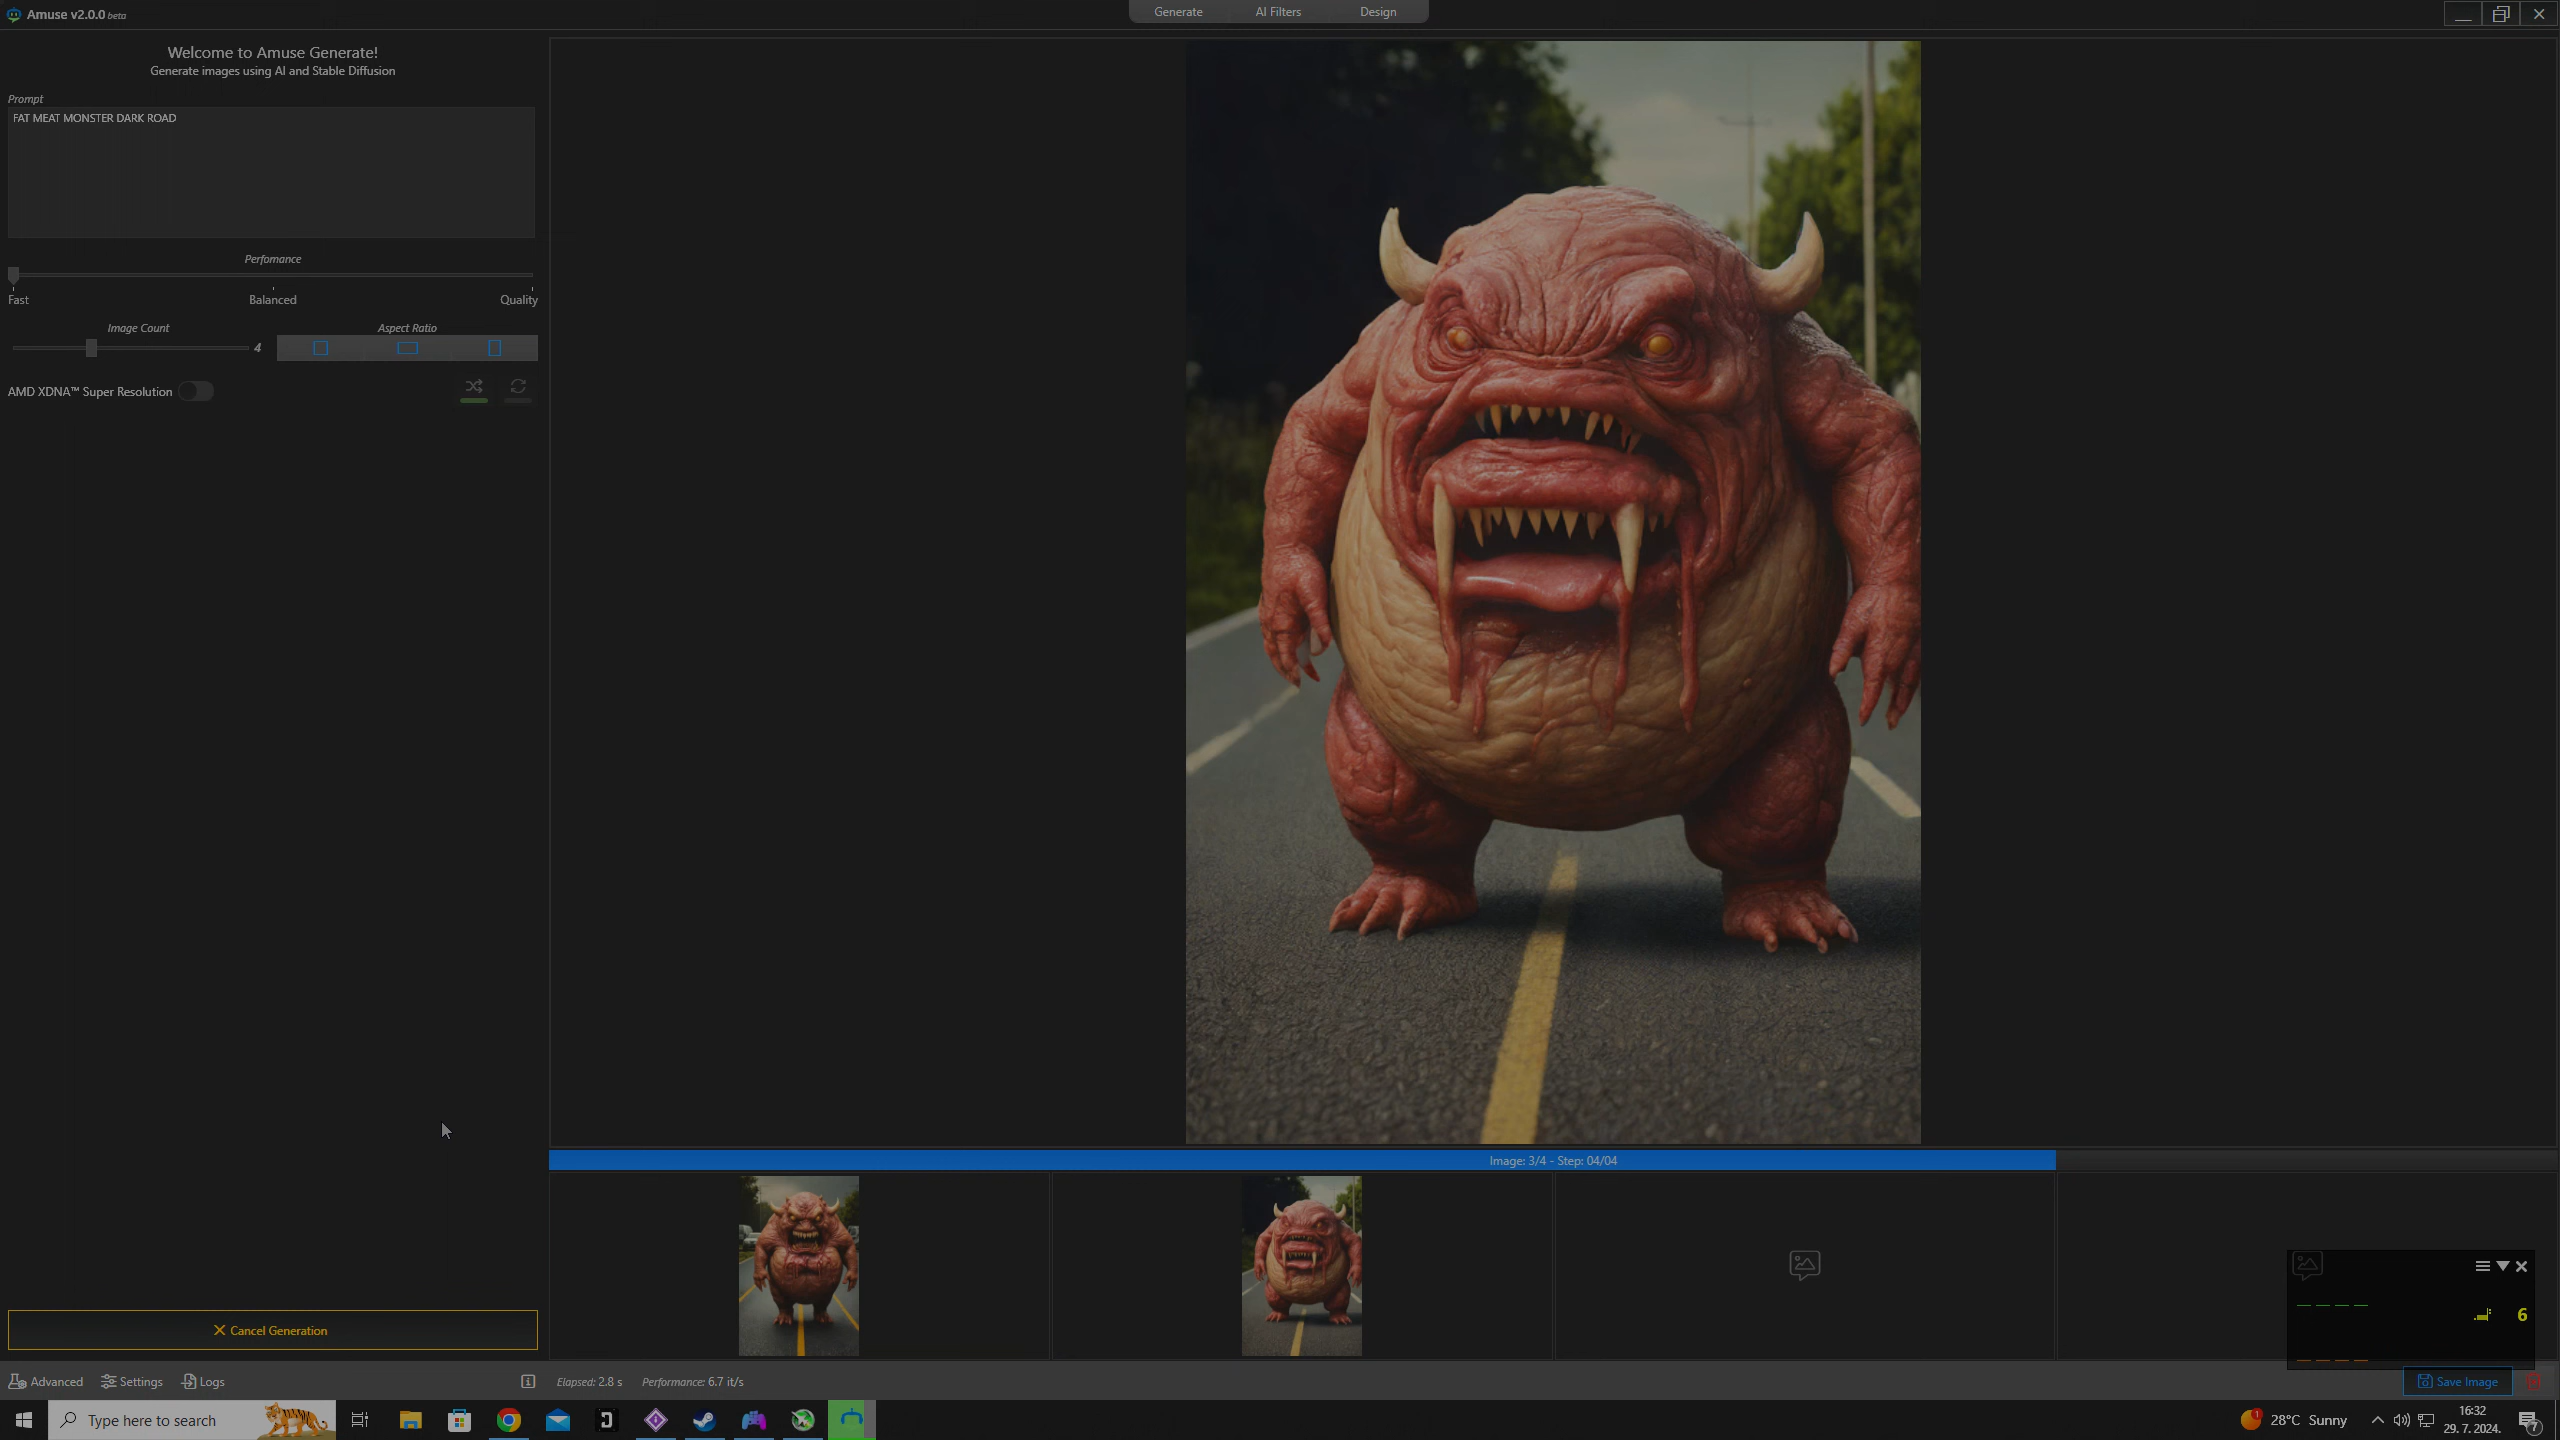 Amuse v2.0.0 beta
Generate
AI Filters
Design
Welcome to Amuse Generate!
Generate images using AI and Stable Diffusion
Prompt
FAT MEAT MONSTER DARK ROAD
Perfomance
Fast
Balanced
Quality
Image Count
Aspect Ratio
4
AMD XDNA™ Super Resolution
Image: 3/4 - Step: 04/04
6
Cancel Generation
Advanced
Settings
Logs
Elapsed: 2.8 s
Performance: 6.7 it/s
Save Image
Type here to search
1
28°C Sunny
16:32
29. 7. 2024.
7